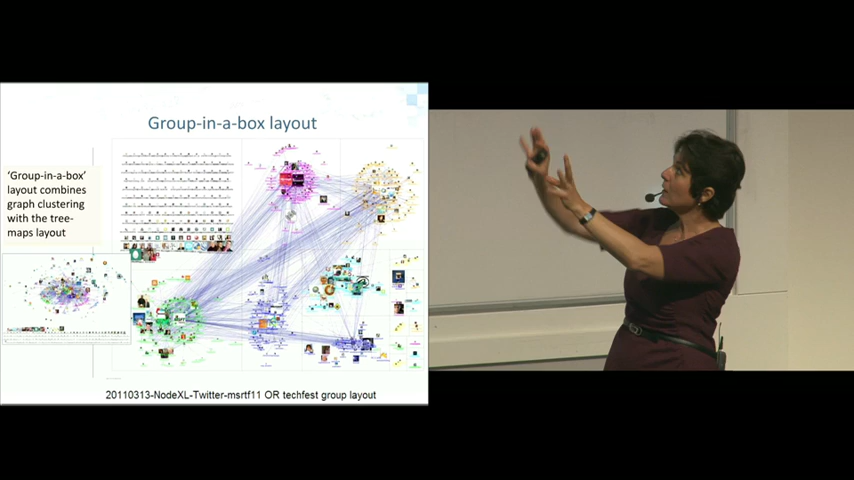 Group-in-a-box layout
‘Group-in-a-box’
layout combines
graph clustering
with the tree-
maps layout
20110313-NodeXL-Twitter-msrtf11 OR techfest group layout